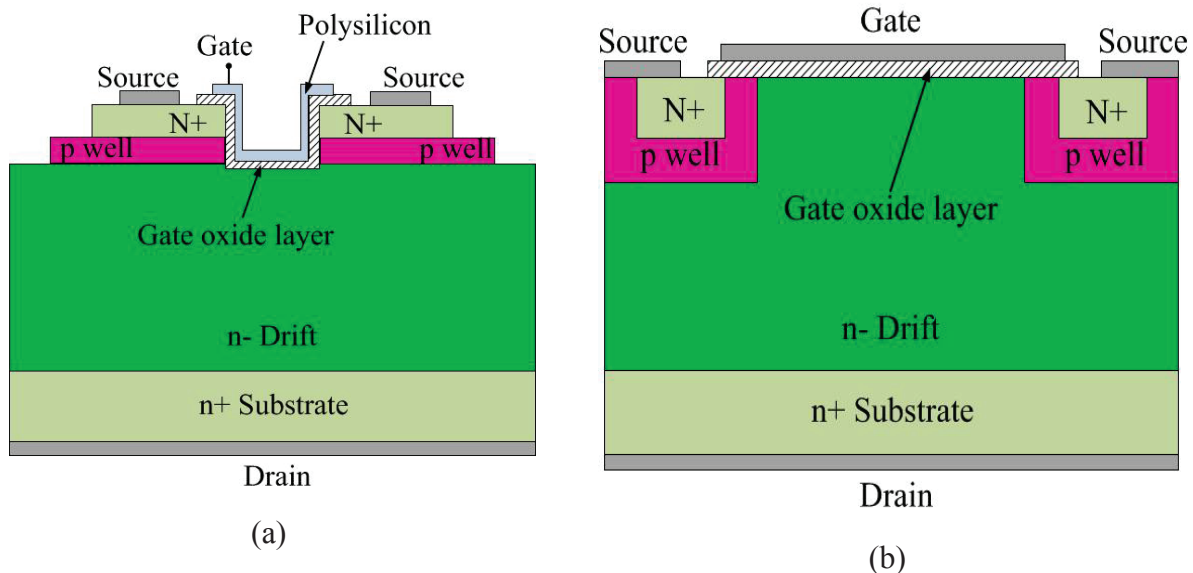 Polysilicon
Gate
Source
Source
N+
N+
p well
p well
Gate oxide layer
n- Drift
n+ Substrate
Drain
(a)
Gate
Source
Source
N+
N+
p well
p well
Gate oxide layer
n- Drift
n+ Substrate
Drain
(b)